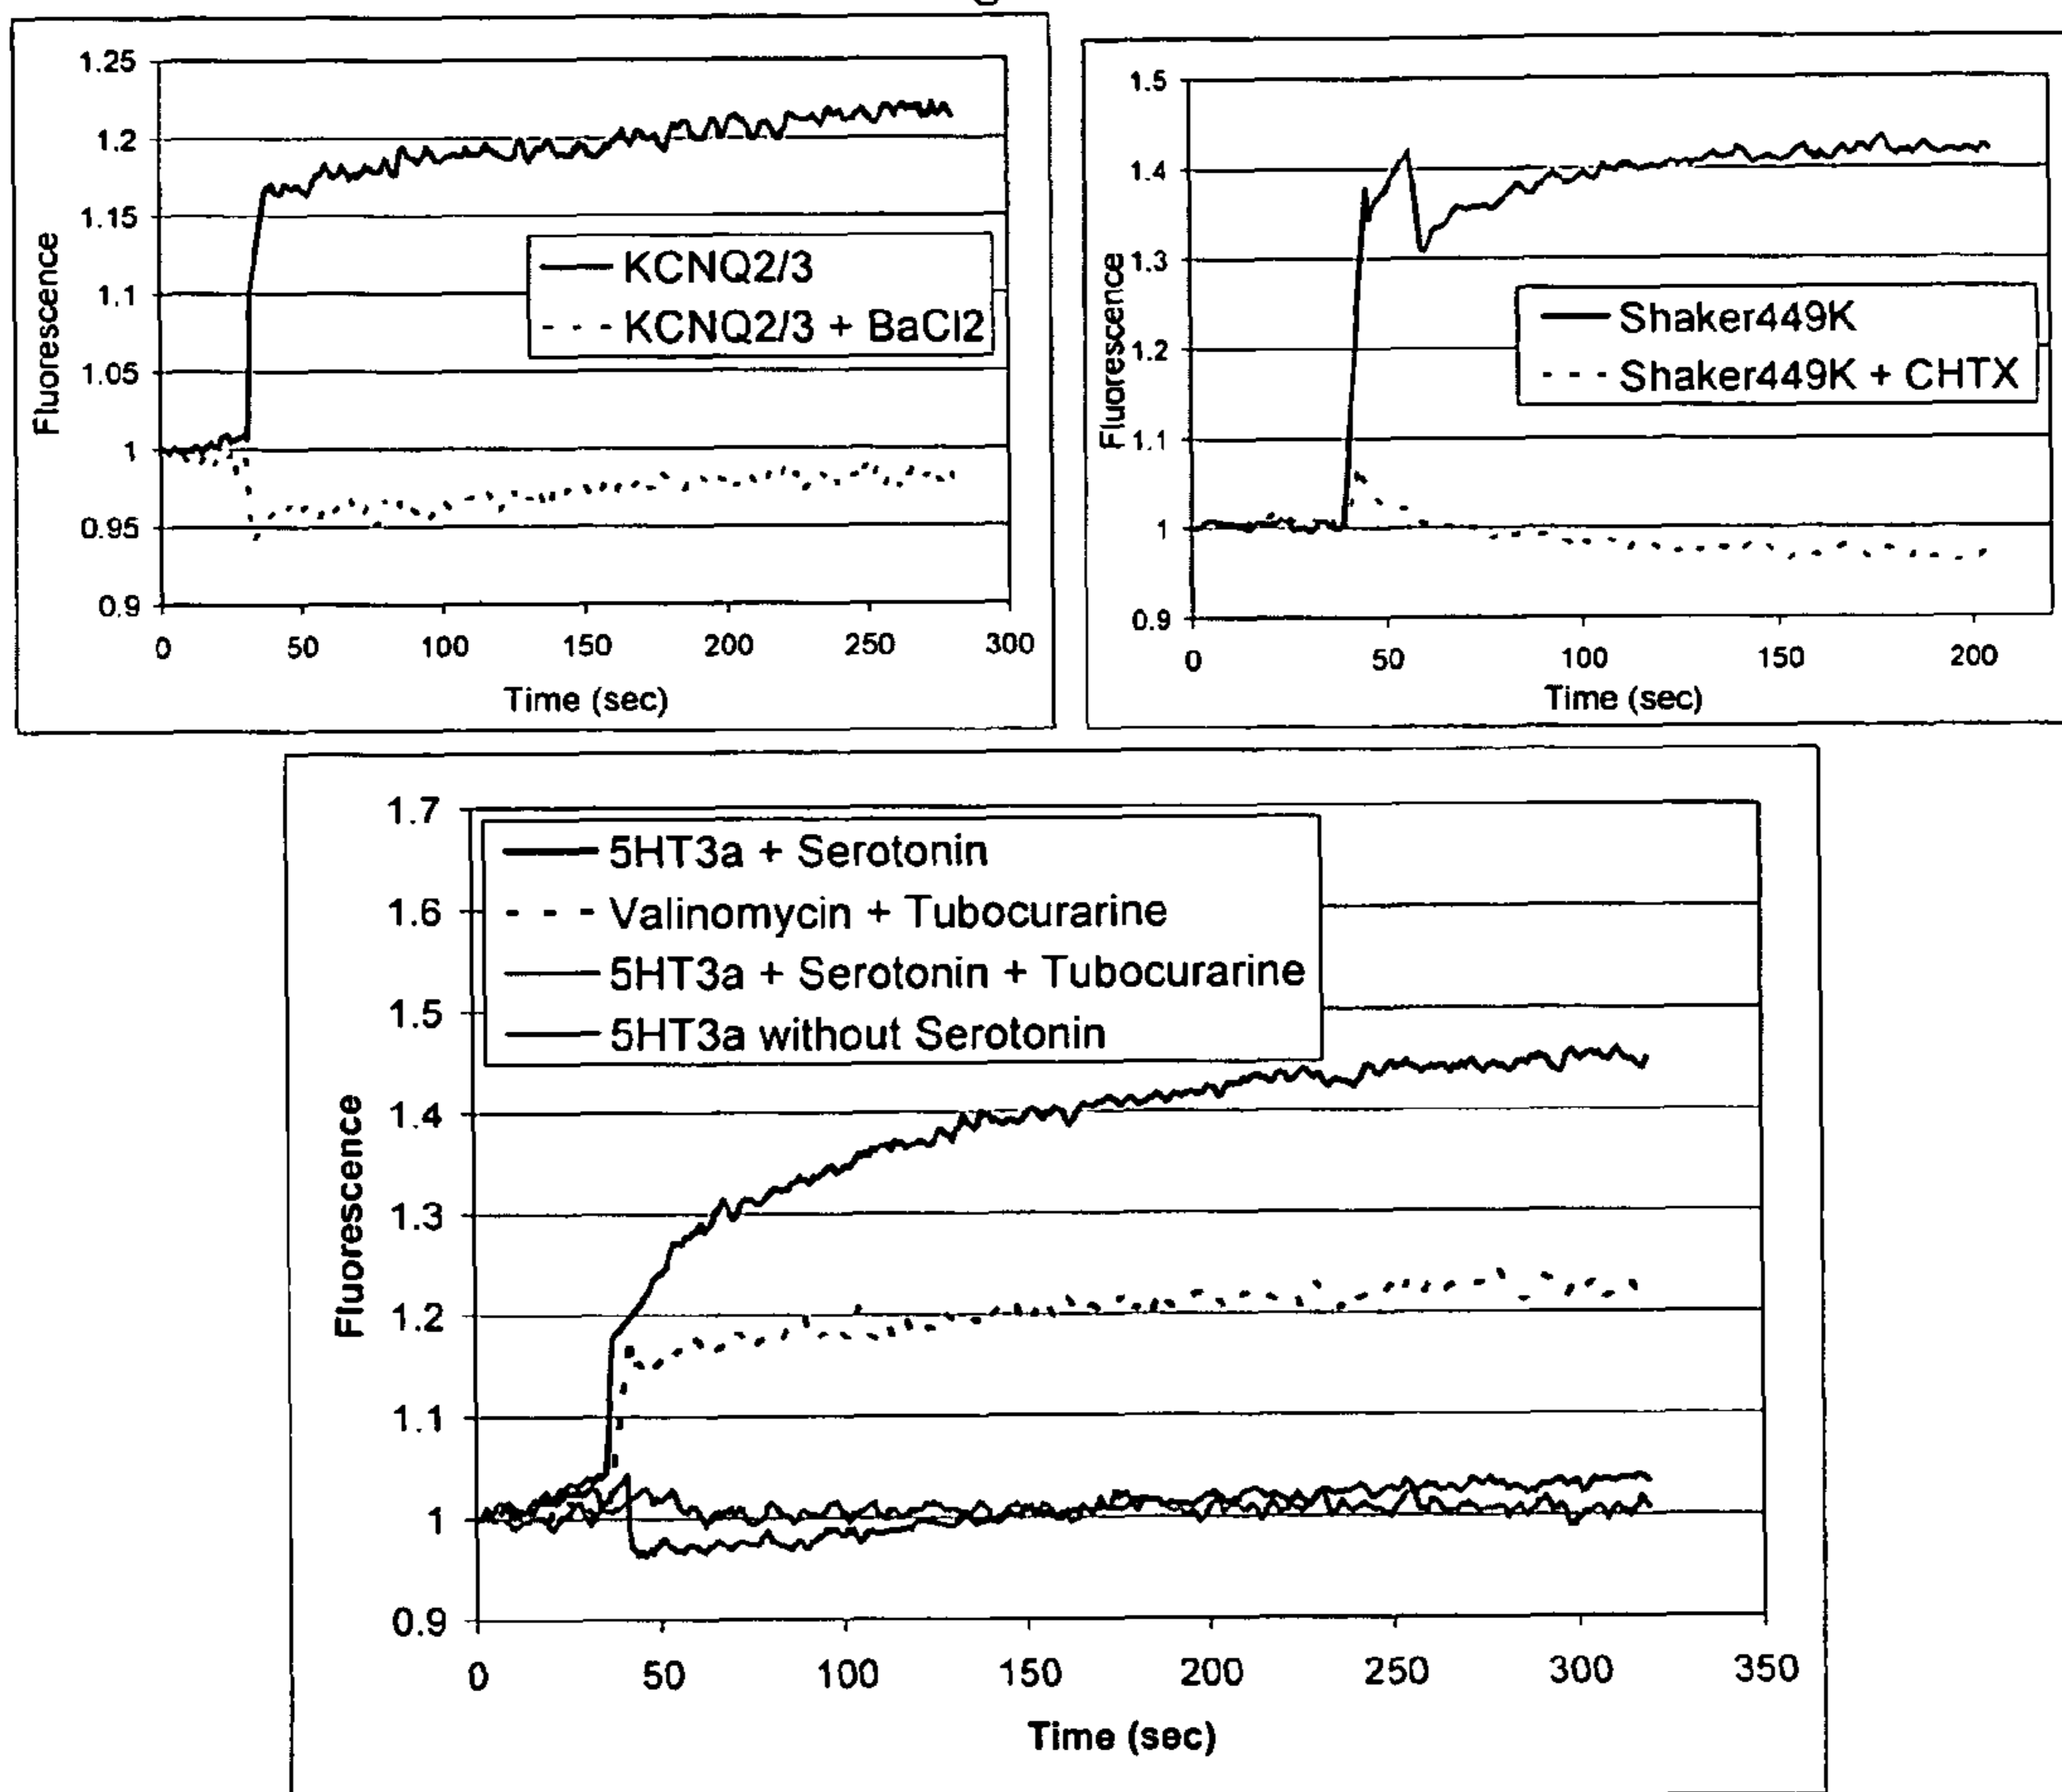 1.25
1.2
1.15
1.1
1.05
1
0.95
0.9
Fluorescence
KCNQ2/3
KCNQ2/3 + BaCl2
0 50 100 150 200 250 300
Time (sec)
1.5
1.4
1.3
1.2
1.1
1
0.9
Fluorescence
Shaker449K
Shaker449K + CHTX
0 50 100 150 200
Time (sec)
1.7
1.6
1.5
1.4
1.3
1.2
1.1
1
0.9
Fluorescence
5HT3a + Serotonin
Valinomycin + Tubocurarine
5HT3a + Serotonin + Tubocurarine
5HT3a without Serotonin
0 50 100 150 200 250 300 350
Time (sec)